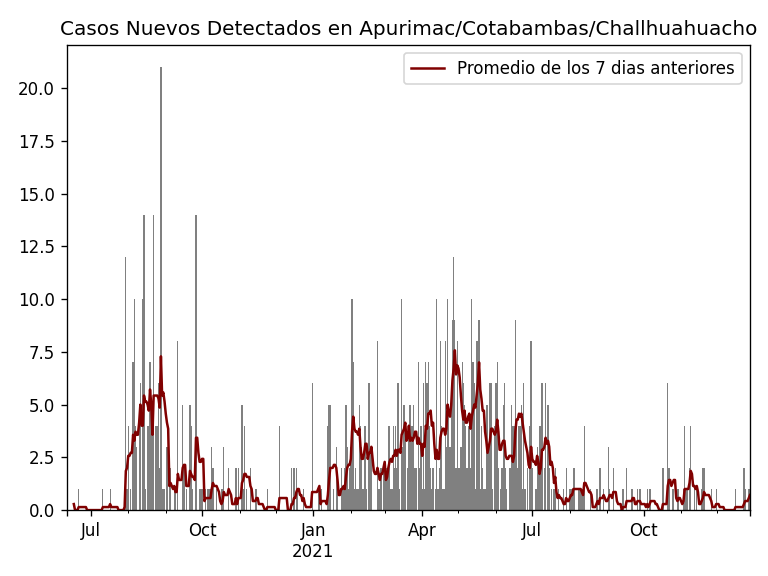 Casos Nuevos Detectados en Apurimac/Cotabambas/Challhuahuacho
Promedio de los 7 dias anteriores
20.0
17.5
15.0
12.5
10.0
7.5
5.0
2.5
0.0
Jul
Oct
Jan
2021
Apr
Jul
Oct